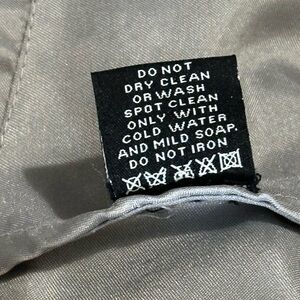 DO NOT
DRY CLEAN
OR WASH
SPOT CLEAN
ONLY WITH
COLD WATER
AND MILD SOAP.
DO NOT IRON